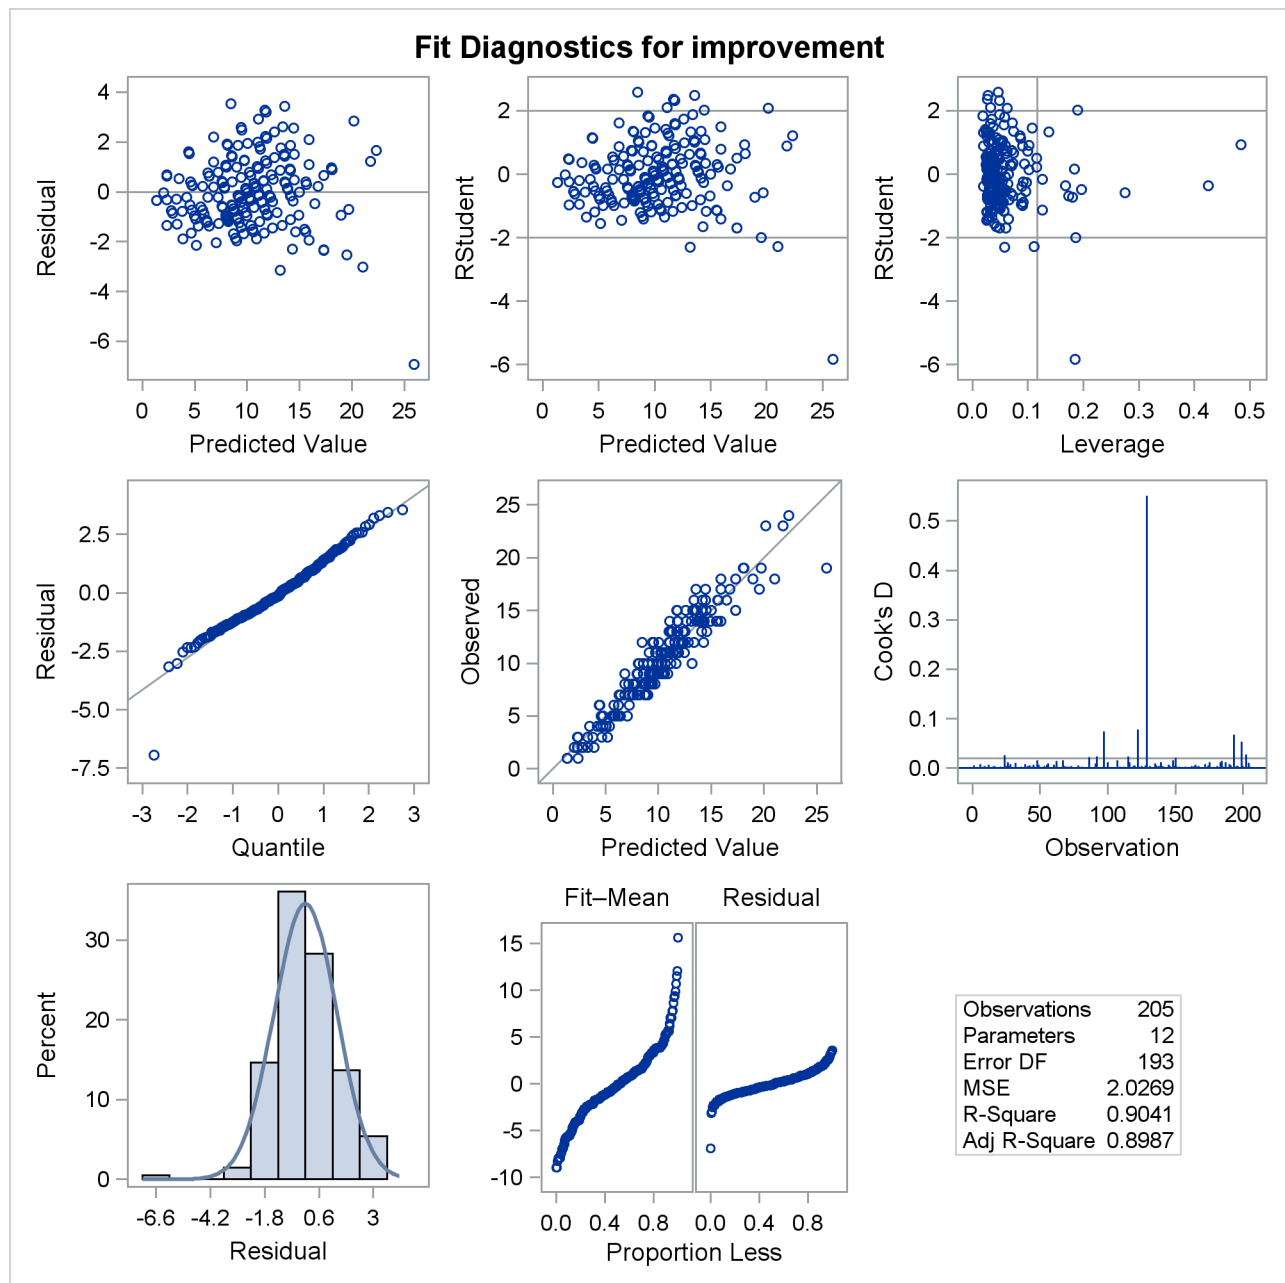 Fit Diagnostics for improvement
4
2
0
-2
-4
-6
Residual
0 5 10 15 20 25
Predicted Value
2
0
-2
-4
-6
RStudent
0 5 10 15 20 25
Predicted Value
2
0
-2
-4
-6
RStudent
0.0 0.1 0.2 0.3 0.4 0.5
Leverage
2.5
0.0
-2.5
-5.0
-7.5
Residual
-3 -2 -1 0 1 2 3
Quantile
25
20
15
10
5
0
Observed
0 5 10 15 20 25
Predicted Value
0.5
0.4
0.3
0.2
0.1
0.0
Cook's D
0 50 100 150 200
Observation
30
20
10
0
Percent
-6.6 -4.2 -1.8 0.6 3
Residual
Fit–Mean Residual
15
10
5
0
-5
-10
0.0 0.4 0.8 0.0 0.4 0.8
Proportion Less
Observations 205
Parameters 12
Error DF 193
MSE 2.0269
R-Square 0.9041
Adj R-Square 0.8987